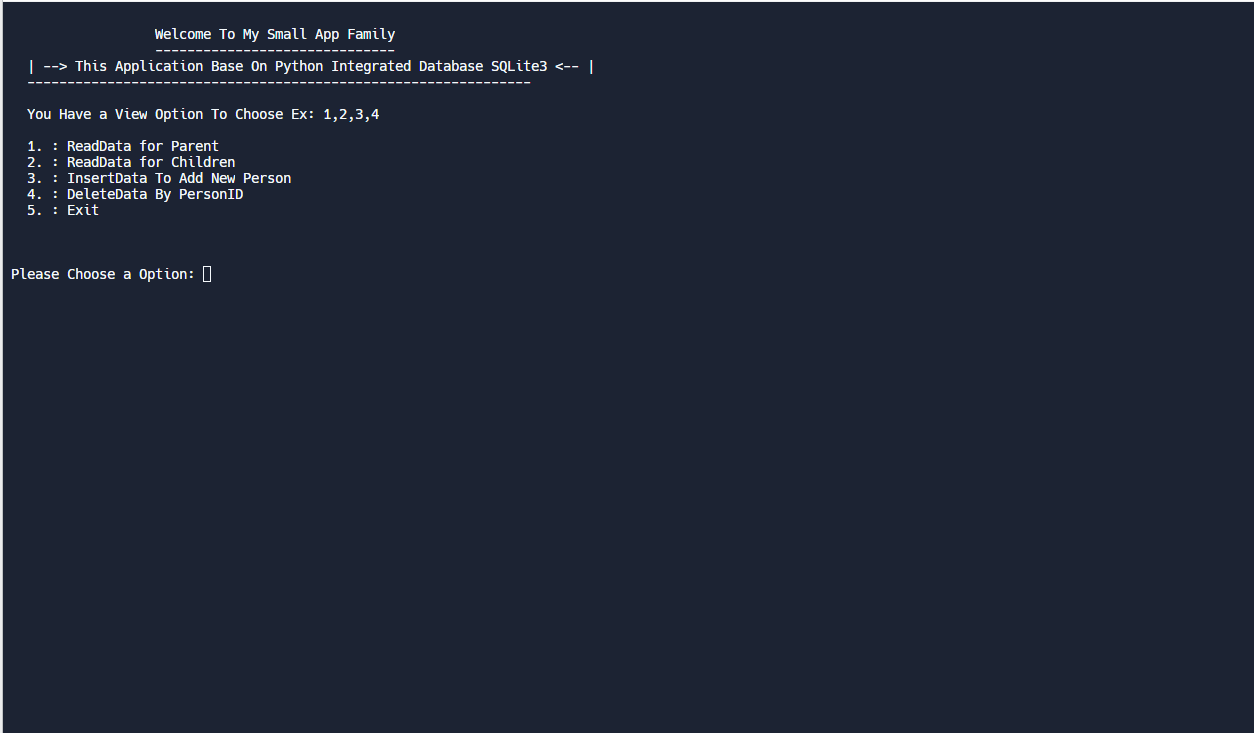 Welcome To My Small App Family
------------------------------
| --> This Application Base On Python Integrated Database SQLite3 <-- |
---------------------------------------------------------------
You Have a View Option To Choose Ex: 1,2,3,4
1. : ReadData for Parent
2. : ReadData for Children
3. : InsertData To Add New Person
4. : DeleteData By PersonID
5. : Exit
Please Choose a Option: